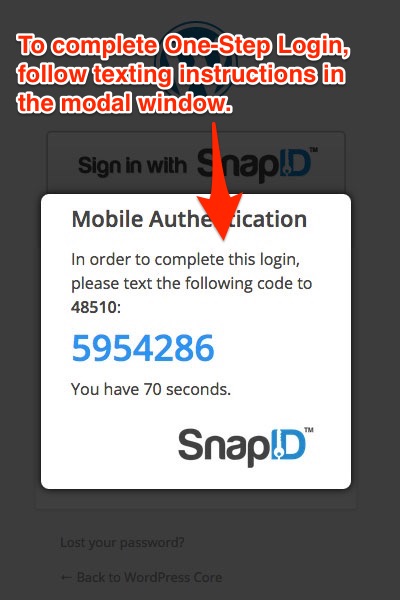 To complete One-Step Login,
follow texting instructions in
the modal window.
Sign in with SnapID™
Mobile Authentication
In order to complete this login,
please text the following code to
48510:
5954286
You have 70 seconds.
SnapID™
Lost your password?
← Back to WordPress Core